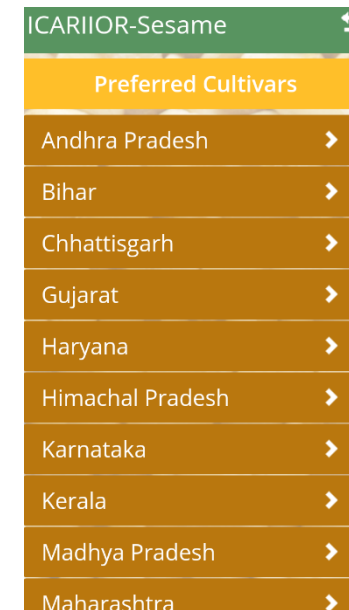 ICARIIOR-Sesame
Preferred Cultivars
Andhra Pradesh
Bihar
Chhattisgarh
Gujarat
Haryana
Himachal Pradesh
Karnataka
Kerala
Madhya Pradesh
Maharashtra